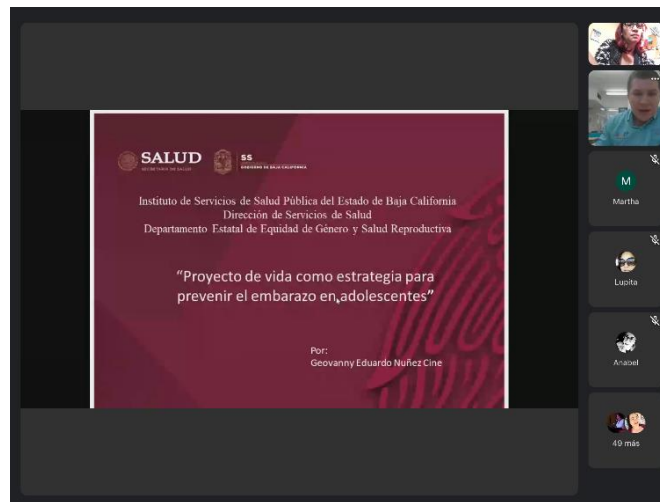 SALUD
SECRETARÍA DE SALUD
SS
GOBIERNO DE BAJA CALIFORNIA
Instituto de Servicios de Salud Pública del Estado de Baja California
Dirección de Servicios de Salud
Departamento Estatal de Equidad de Género y Salud Reproductiva
“Proyecto de vida como estrategia para
prevenir el embarazo en adolescentes”
Por:
Geovanny Eduardo Nuñez Cine
M
Martha
Lupita
Anabel
49 más